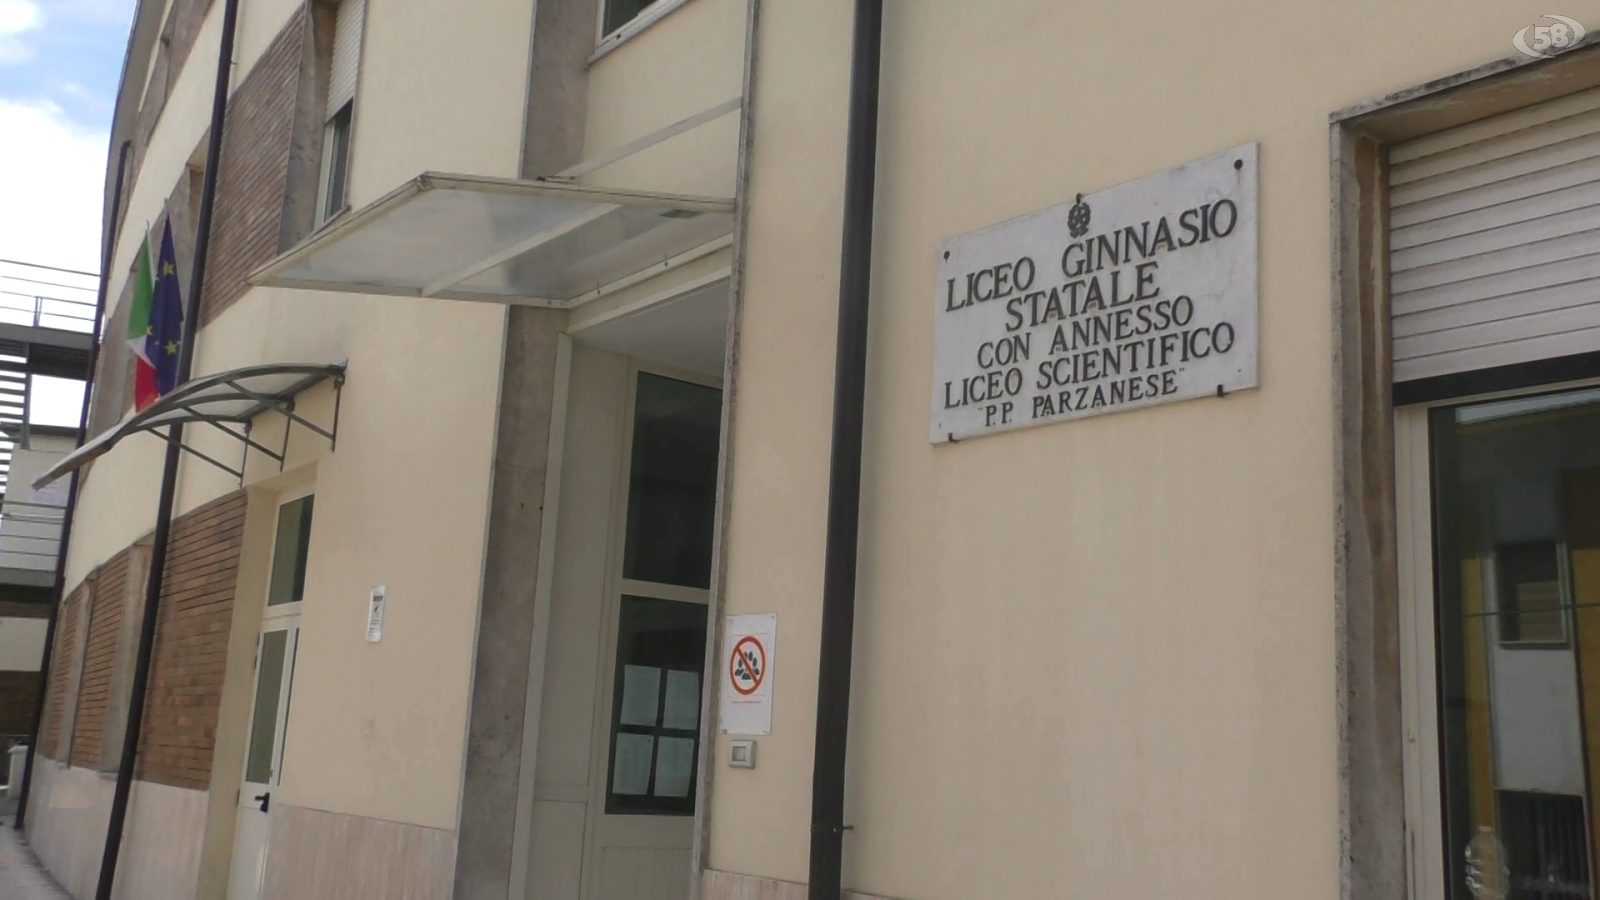 58
LICEO GINNASIO
STATALE
CON ANNESSO
LICEO SCIENTIFICO
"P.P. PARZANESE"